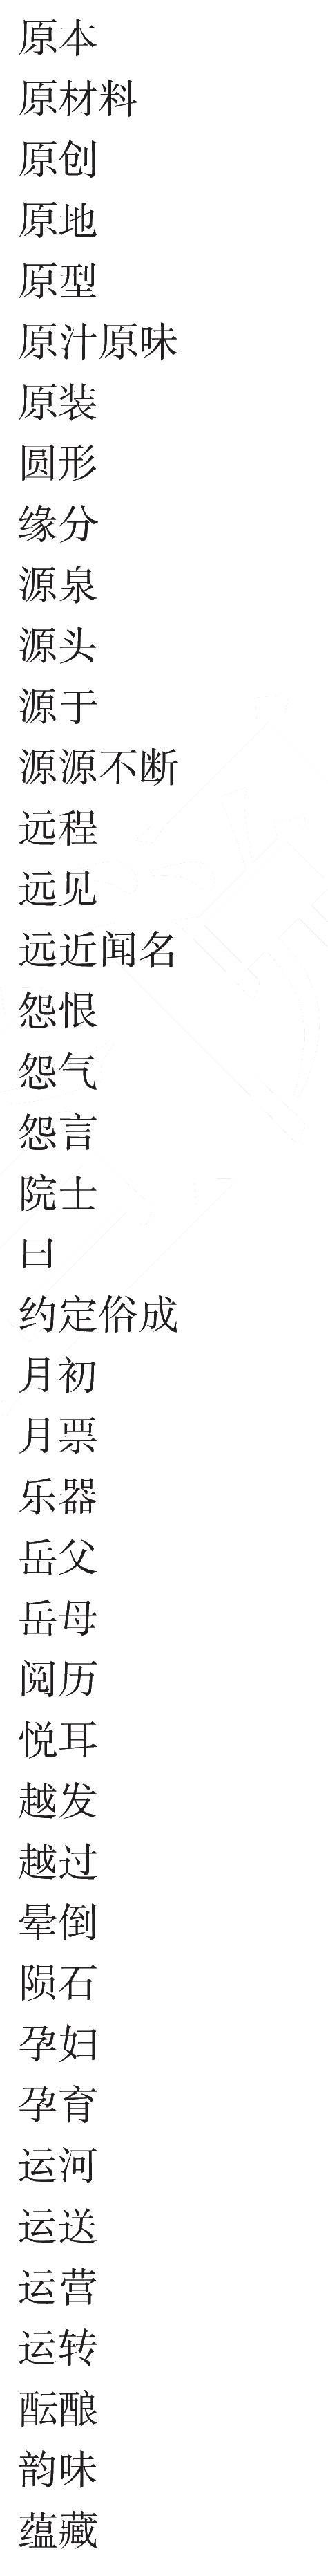 原本
原材料
原创
原地
原型
原汁原味
原装
圆形
缘分
源泉
源头
源于
源源不断
远程
远见
远近闻名
怨恨
怨气
怨言
院士
曰
约定俗成
月初
月票
乐器
岳父
岳母
阅历
悦耳
越发
越过
晕倒
陨石
孕妇
孕育
运河
运送
运营
运转
酝酿
韵味
蕴藏